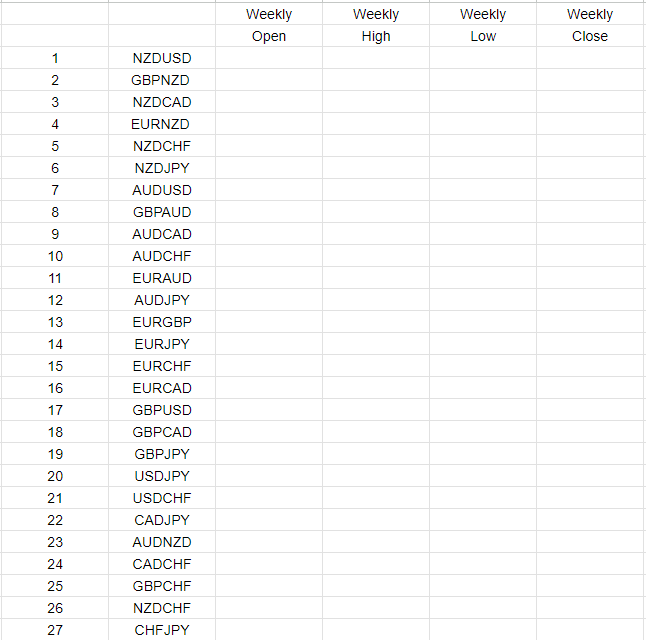 Weekly Weekly Weekly Weekly
Open High Low Close
1 NZDUSD
2 GBPNZD
3 NZDCAD
4 EURNZD
5 NZDCHF
6 NZDJPY
7 AUDUSD
8 GBPAUD
9 AUDCAD
10 AUDCHF
11 EURAUD
12 AUDJPY
13 EURGBP
14 EURJPY
15 EURCHF
16 EURCAD
17 GBPUSD
18 GBPCAD
19 GBPJPY
20 USDJPY
21 USDCHF
22 CADJPY
23 AUDNZD
24 CADCHF
25 GBPCHF
26 NZDCHF
27 CHFJPY